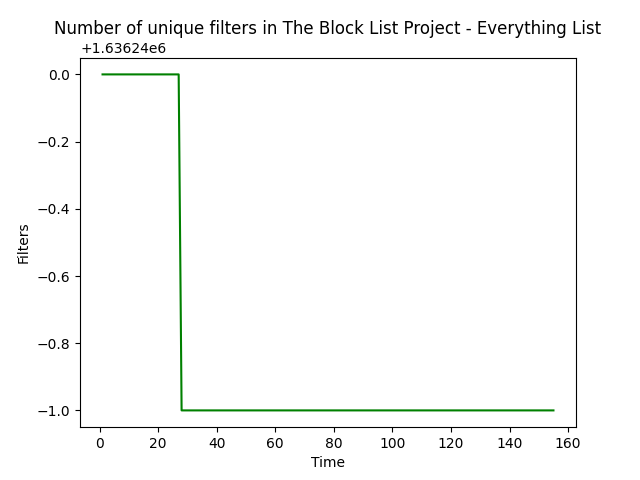 Number of unique filters in The Block List Project - Everything List
+1.63624e6
0.0
−0.2
−0.4
−0.6
−0.8
−1.0
Filters
0 20 40 60 80 100 120 140 160
Time